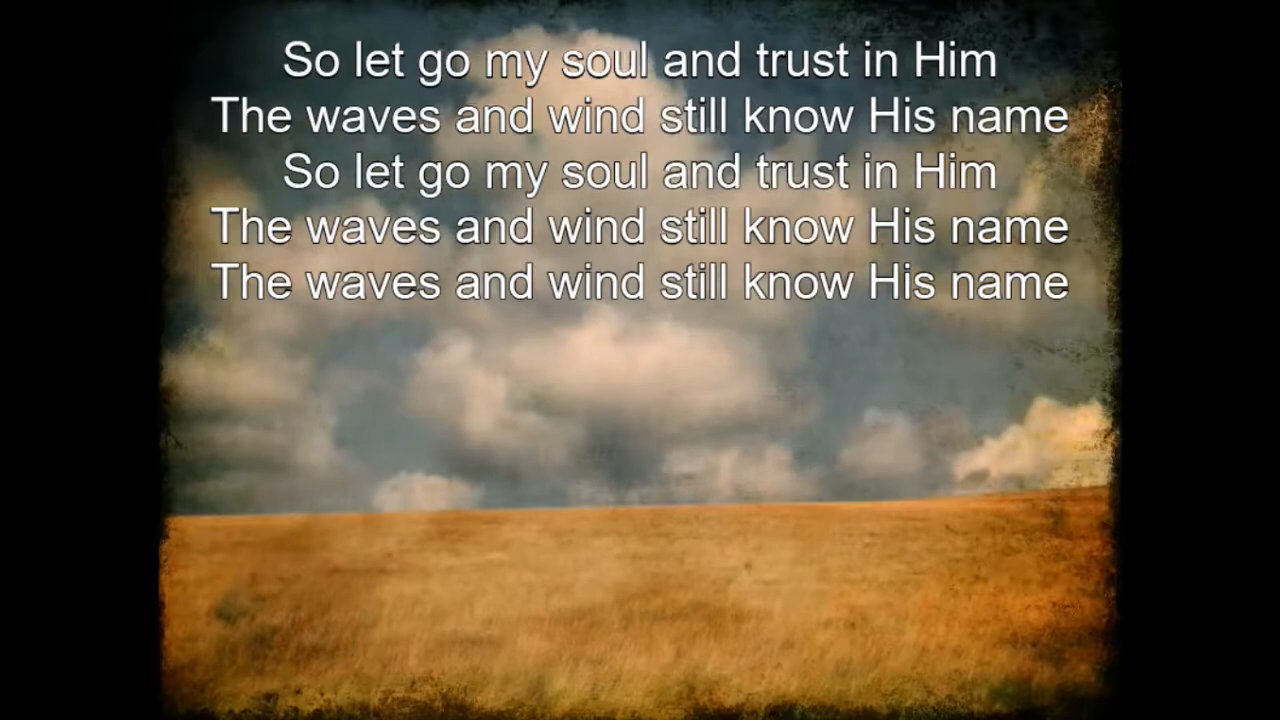 So let go my soul and trust in Him
The waves and wind still know His name
So let go my soul and trust in Him
The waves and wind still know His name
The waves and wind still know His name